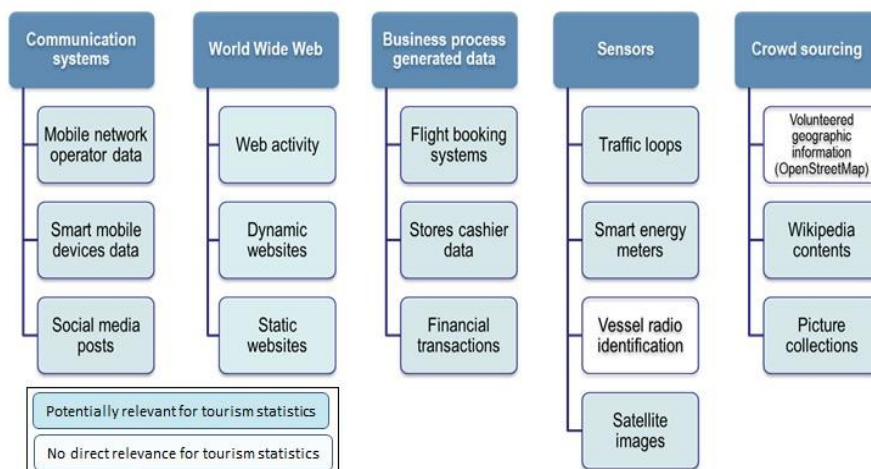 Communication
systems
Mobile network
operator data
Smart mobile
devices data
Social media
posts
World Wide Web
Web activity
Dynamic
websites
Static
websites
Business process
generated data
Flight booking
systems
Stores cashier
data
Financial
transactions
Sensors
Traffic loops
Smart energy
meters
Vessel radio
identification
Satellite
images
Crowd sourcing
Volunteered
geographic
information
(OpenStreetMap)
Wikipedia
contents
Picture
collections
Potentially relevant for tourism statistics
No direct relevance for tourism statistics